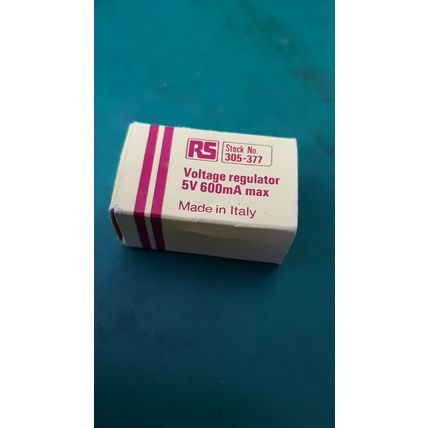 RS
Stock No.
305-377
Voltage regulator
5V 600mA max
Made in Italy